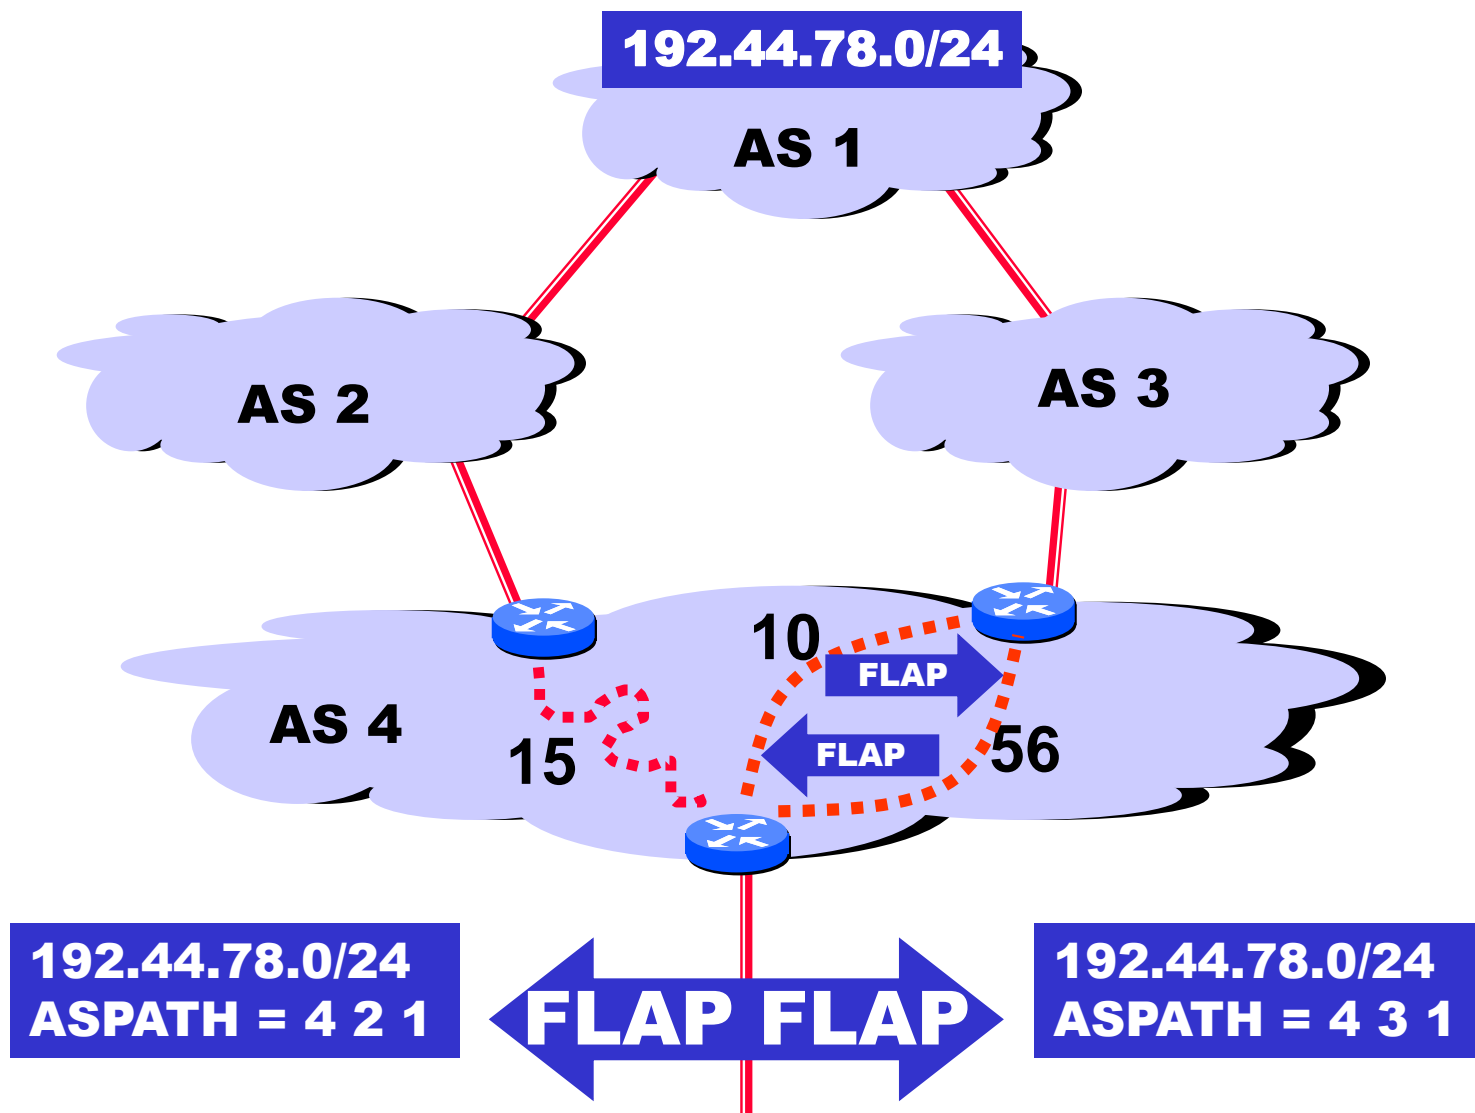 192.44.78.0/24
AS 1
AS 2
AS 3
10
FLAP
AS 4
15
FLAP
56
192.44.78.0/24
ASPATH = 4 2 1
FLAP FLAP
192.44.78.0/24
ASPATH = 4 3 1